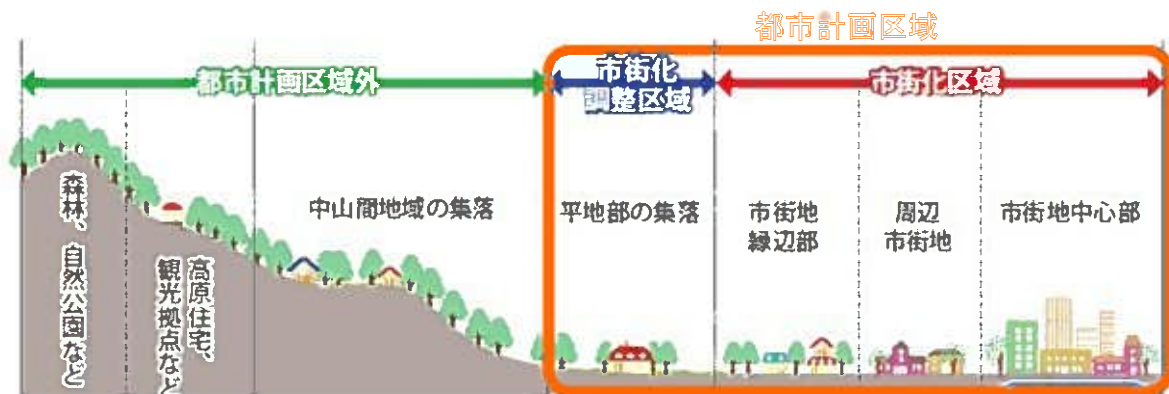 都市計画区域
都市計画区域外
市街化
調整区域
市街化区域
森林、自然公園など
高原住宅、
観光拠点など
中山間地域の集落
平地部の集落
市街地
縁辺部
周辺
市街地
市街地中心部